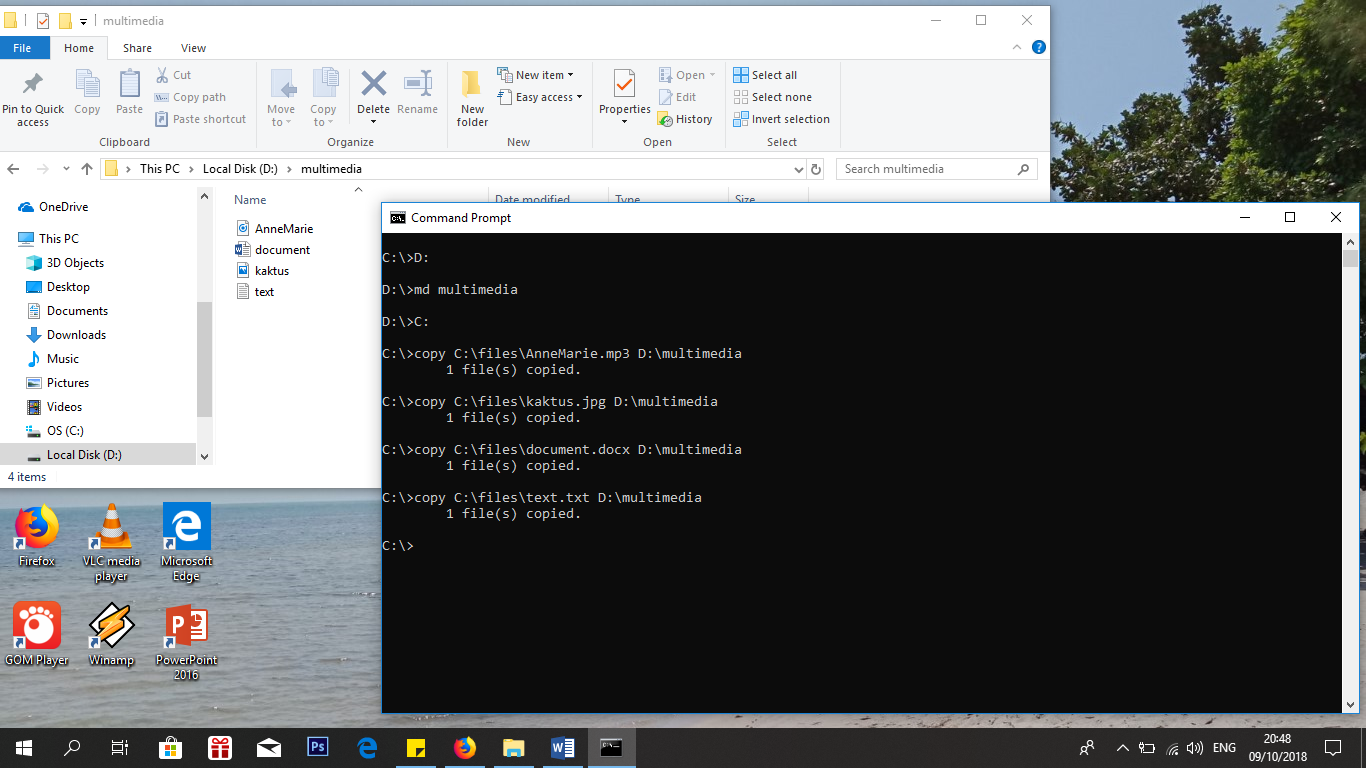 multimedia
File Home Share View
Pin to Quick access
Copy
Paste
Cut
Copy path
Paste shortcut
Clipboard
Move to
Copy to
Delete
Rename
Organize
New folder
New item
Easy access
New
Properties
Open
Edit
History
Open
Select all
Select none
Invert selection
Select
This PC > Local Disk (D:) > multimedia
Search multimedia
OneDrive
This PC
3D Objects
Desktop
Documents
Downloads
Music
Pictures
Videos
OS (C:)
Local Disk (D:)
Name Date modified Type Size
AnneMarie
document
kaktus
text
4 items
Command Prompt
C:\>D:
D:\>md multimedia
D:\>C:
C:\>copy C:\files\AnneMarie.mp3 D:\multimedia
1 file(s) copied.
C:\>copy C:\files\kaktus.jpg D:\multimedia
1 file(s) copied.
C:\>copy C:\files\document.docx D:\multimedia
1 file(s) copied.
C:\>copy C:\files\text.txt D:\multimedia
1 file(s) copied.
C:\>
Firefox
VLC media player
Microsoft Edge
GOM Player
Winamp
PowerPoint 2016
Ps
ENG
20:48
09/10/2018